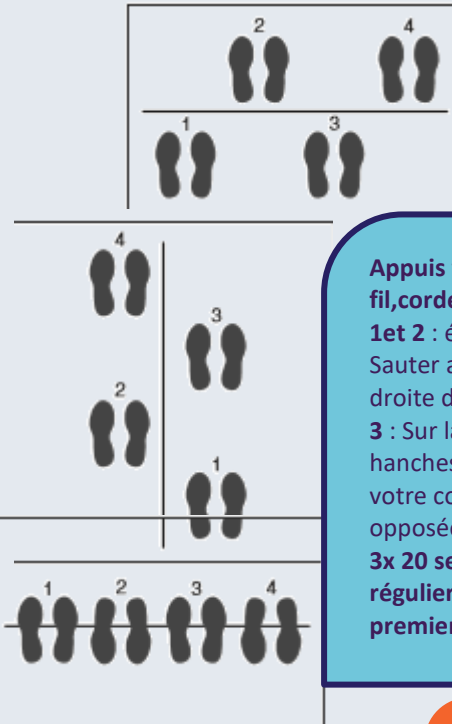 2 4
1 3
4
3
2
1
Appuis
fil,corde
1et 2 : é
Sauter a
droite d
3 : Sur la
hanches
votre co
opposée
3x 20 se
régulier
premier
1 2 3 4